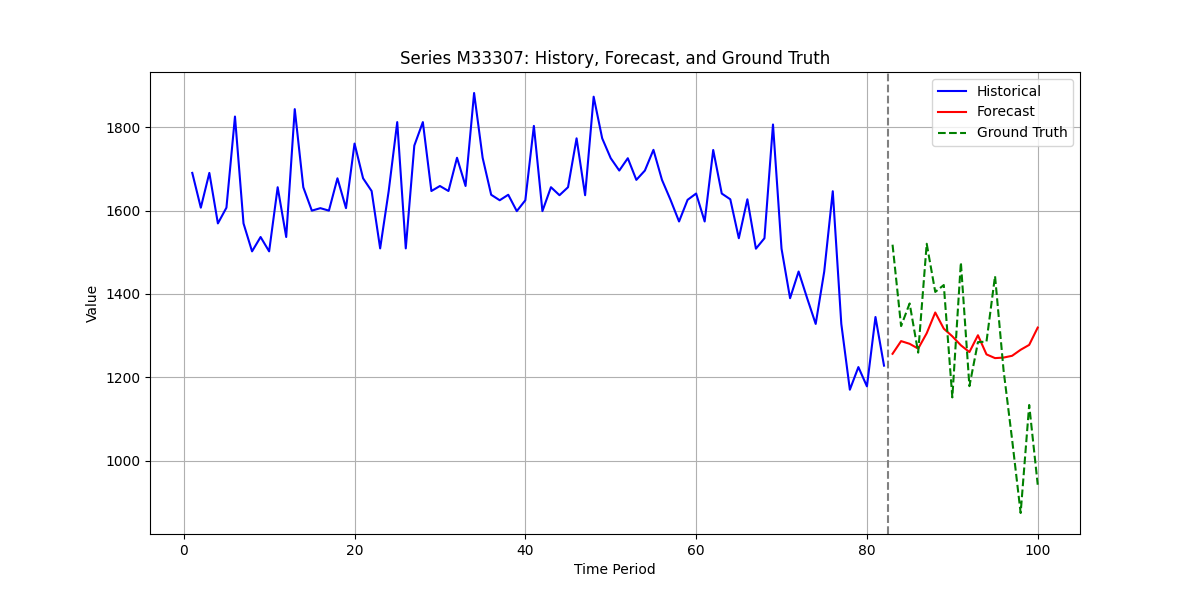 Series M33307: History, Forecast, and Ground Truth
Historical
Forecast
Ground Truth
1800
1600
1400
1200
1000
Value
0
20
40
60
80
100
Time Period